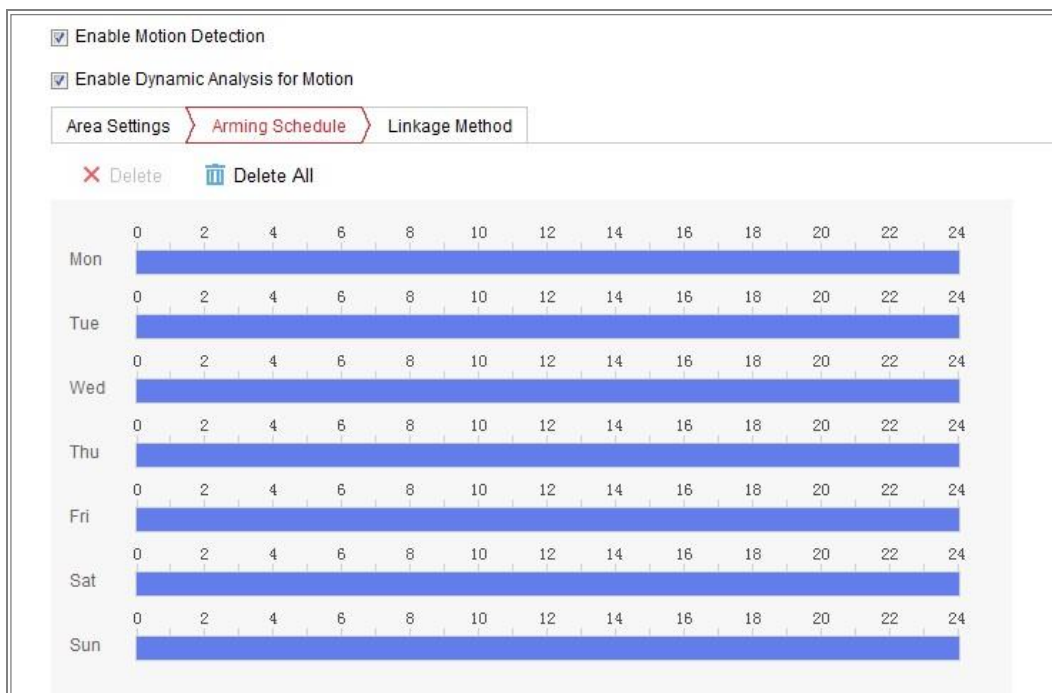 Enable Motion Detection
Enable Dynamic Analysis for Motion
Area Settings Arming Schedule Linkage Method
Delete Delete All
0 2 4 6 8 10 12 14 16 18 20 22 24
Mon
0 2 4 6 8 10 12 14 16 18 20 22 24
Tue
0 2 4 6 8 10 12 14 16 18 20 22 24
Wed
0 2 4 6 8 10 12 14 16 18 20 22 24
Thu
0 2 4 6 8 10 12 14 16 18 20 22 24
Fri
0 2 4 6 8 10 12 14 16 18 20 22 24
Sat
0 2 4 6 8 10 12 14 16 18 20 22 24
Sun